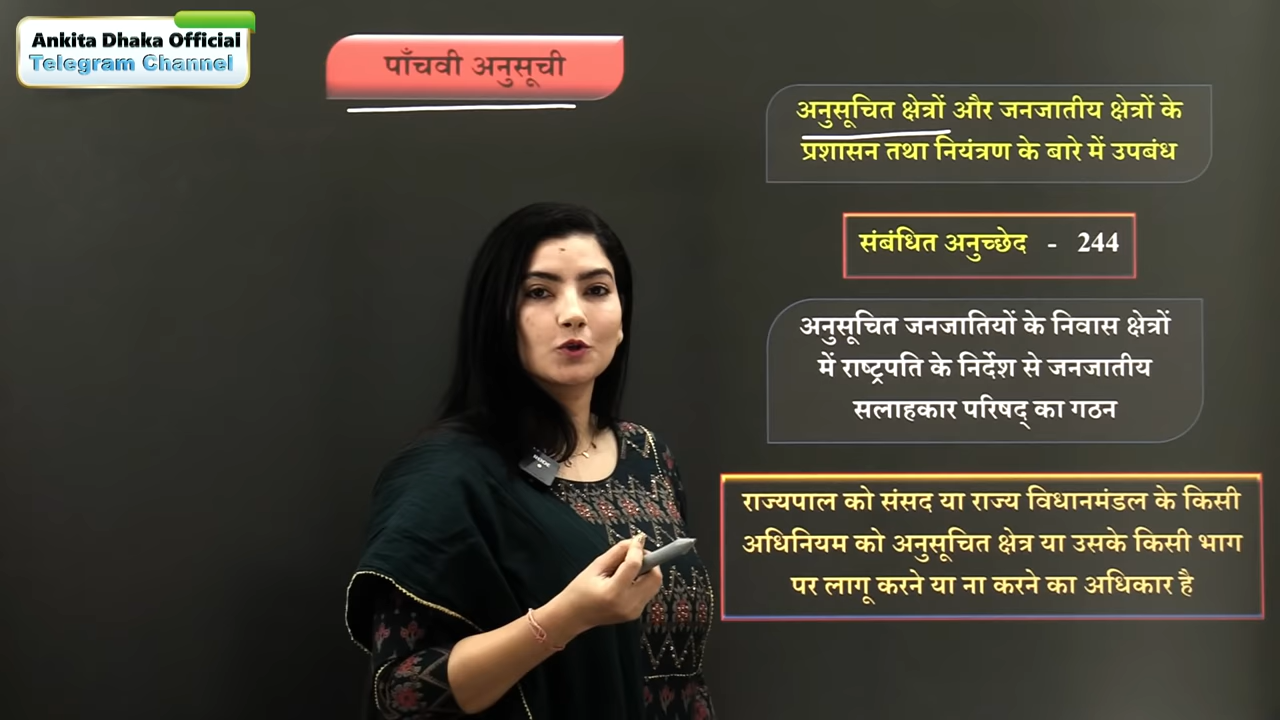 Ankita Dhaka Official
Telegram Channel
पाँचवी अनुसूची
अनुसूचित क्षेत्रों और जनजातीय क्षेत्रों के
प्रशासन तथा नियंत्रण के बारे में उपबंध
संबंधित अनुच्छेद - 244
अनुसूचित जनजातियों के निवास क्षेत्रों
में राष्ट्रपति के निर्देश से जनजातीय
सलाहकार परिषद् का गठन
राज्यपाल को संसद या राज्य विधानमंडल के किसी
अधिनियम को अनुसूचित क्षेत्र या उसके किसी भाग
पर लागू करने या ना करने का अधिकार है